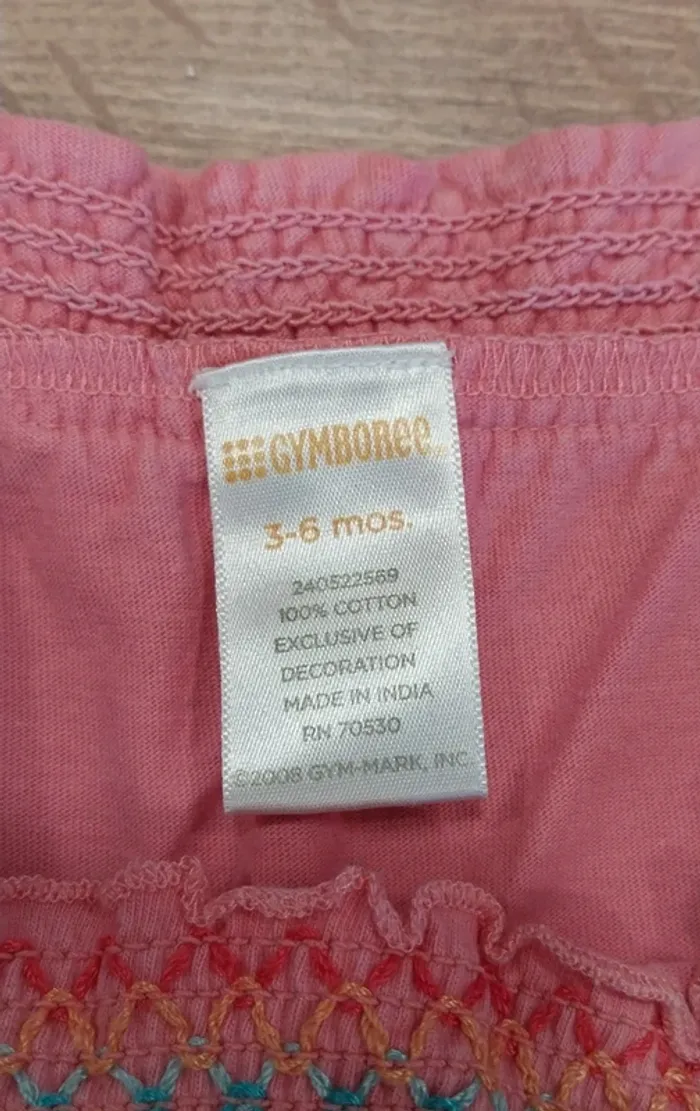 GYMBOREE
3-6 mos.
240522569
100% COTTON
EXCLUSIVE OF
DECORATION
MADE IN INDIA
RN 70530
©2008 GYM-MARK, INC